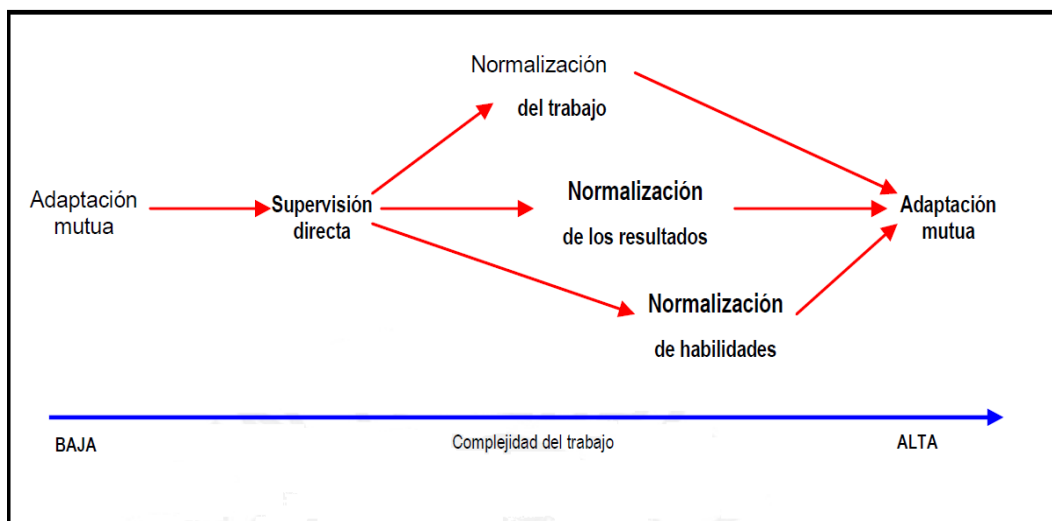 Normalización
del trabajo
Adaptación
mutua
Supervisión
directa
Normalización
de los resultados
Adaptación
mutua
Normalización
de habilidades
BAJA
Complejidad del trabajo
ALTA